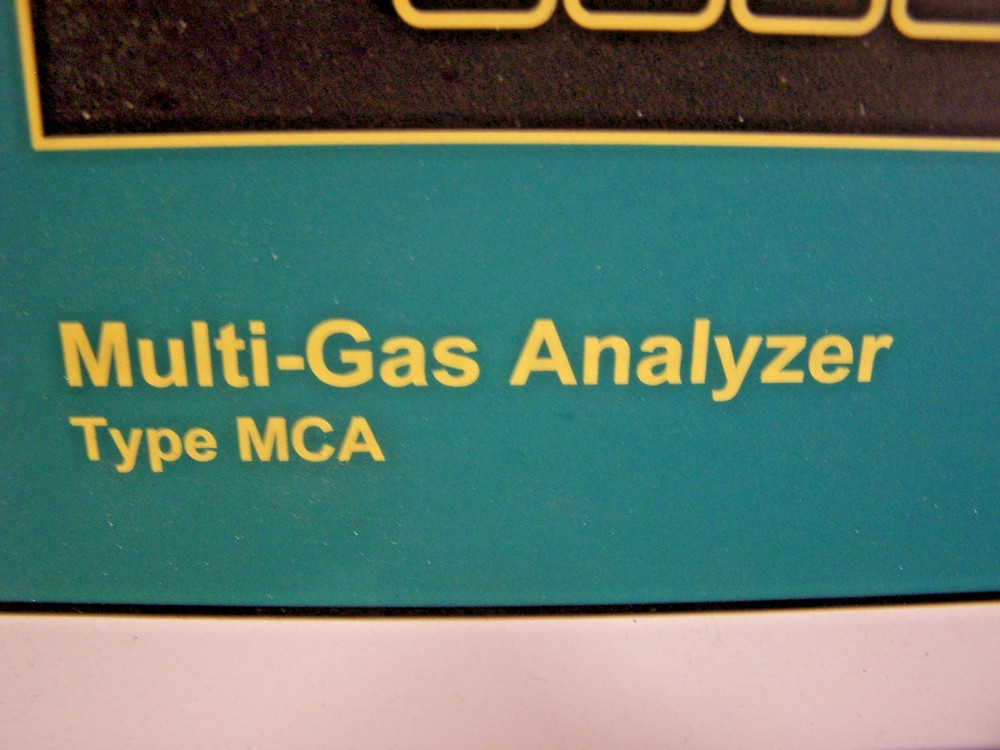 Multi-Gas Analyzer
Type MCA